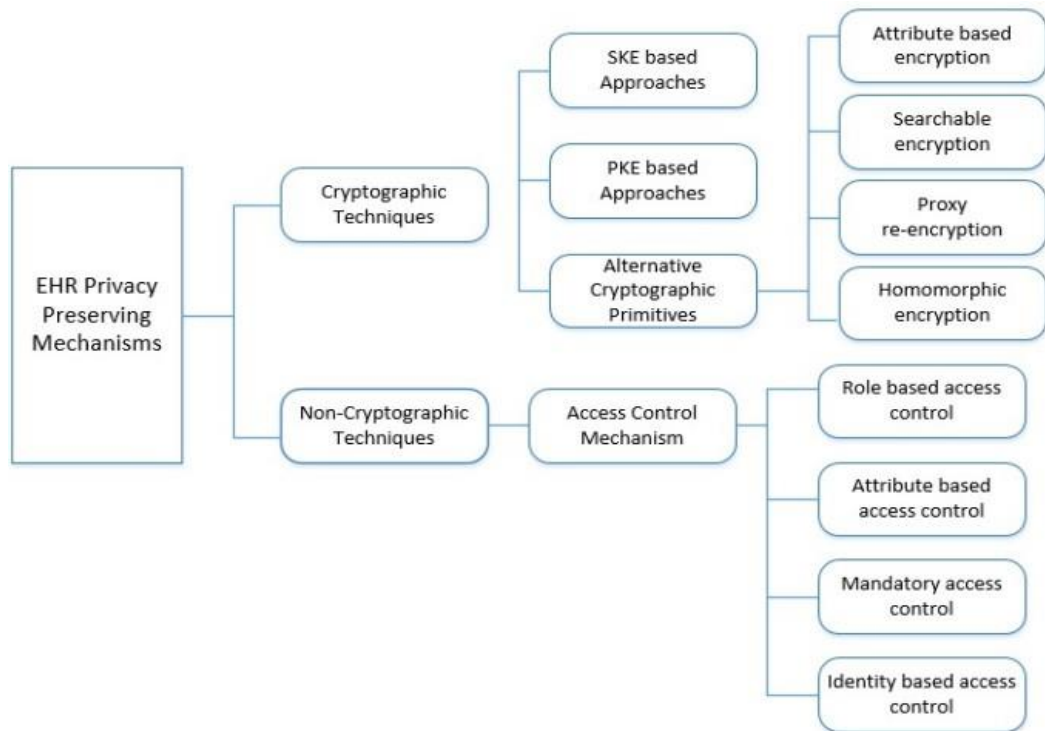 EHR Privacy
Preserving
Mechanisms
Cryptographic
Techniques
SKE based
Approaches
PKE based
Approaches
Alternative
Cryptographic
Primitives
Attribute based
encryption
Searchable
encryption
Proxy
re-encryption
Homomorphic
encryption
Non-Cryptographic
Techniques
Access Control
Mechanism
Role based access
control
Attribute based
access control
Mandatory access
control
Identity based access
control